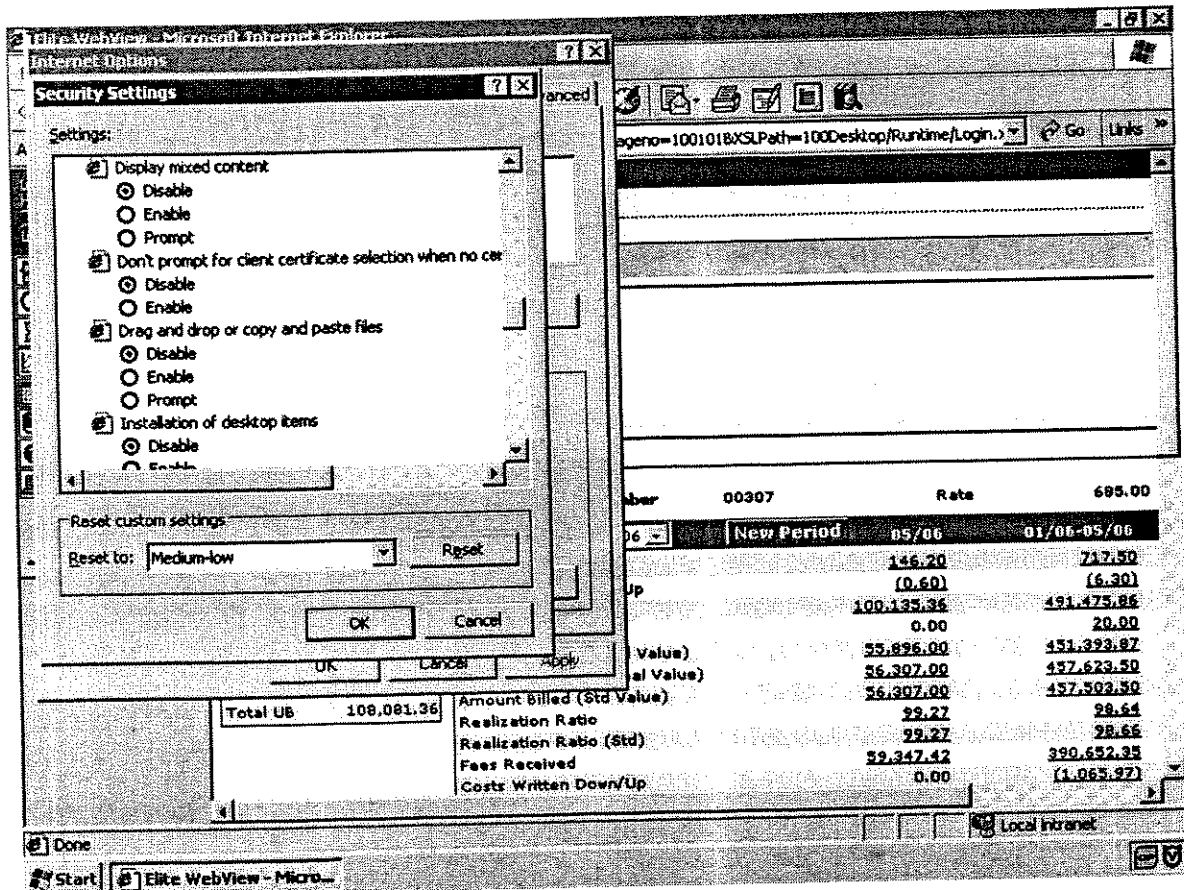 Elite WebView - Microsoft Internet Explorer
Internet Options
Security Settings
anced
Settings:
Display mixed content
Disable
Enable
Prompt
Don't prompt for client certificate selection when no cer
Disable
Enable
Drag and drop or copy and paste files
Disable
Enable
Prompt
Installation of desktop items
Disable
Enable
Reset custom settings
Reset to: Medium-low Reset
OK Cancel
OK Cancel Apply
ageno=100101&XSLPath=100Desktop/Runtime/Login.x Go Links »
mber 00307 Rate 685.00
06 New Period 05/06 01/06-05/06
146.20 717.50
Up (0.60) (6.30)
100,135.36 491,475.86
0.00 20.00
l Value) 55,896.00 451,393.87
al Value) 56,307.00 457,623.50
Amount Billed (Std Value) 56,307.00 457,503.50
Total UB 108,081.36
Realization Ratio 99.27 98.64
Realization Ratio (Std) 99.27 98.66
Fees Received 59,347.42 390,652.35
Costs Written Down/Up 0.00 (1,065.97)
Done Local intranet
Start Elite WebView - Micro...